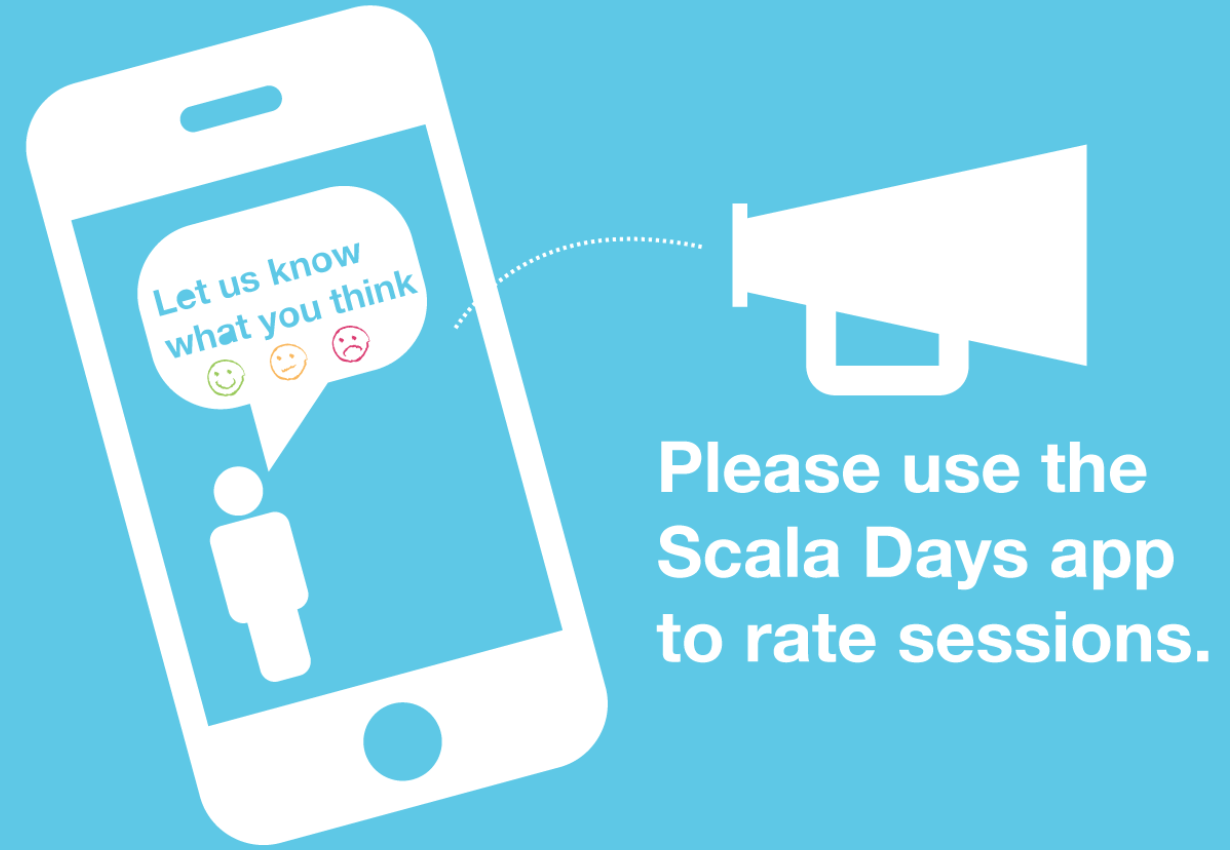 Let us know
what you think
Please use the
Scala Days app
to rate sessions.